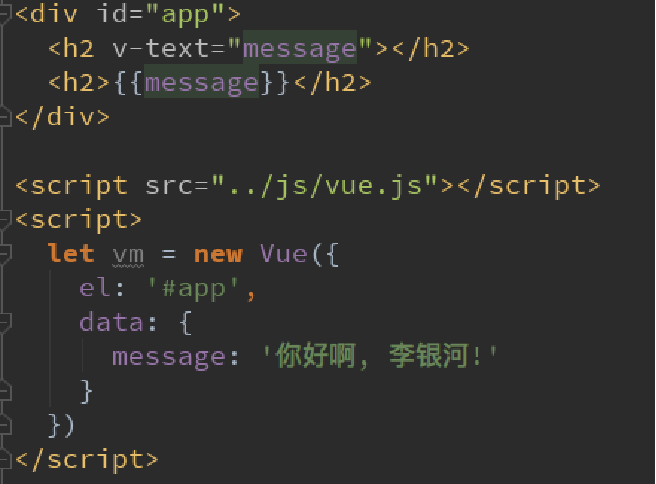 <div id="app">
  <h2 v-text="message"></h2>
  <h2>{{message}}</h2>
</div>
<script src="../js/vue.js"></script>
<script>
  let vm = new Vue({
    el: '#app',
    data: {
      message: '你好啊, 李银河!'
    }
  })
</script>